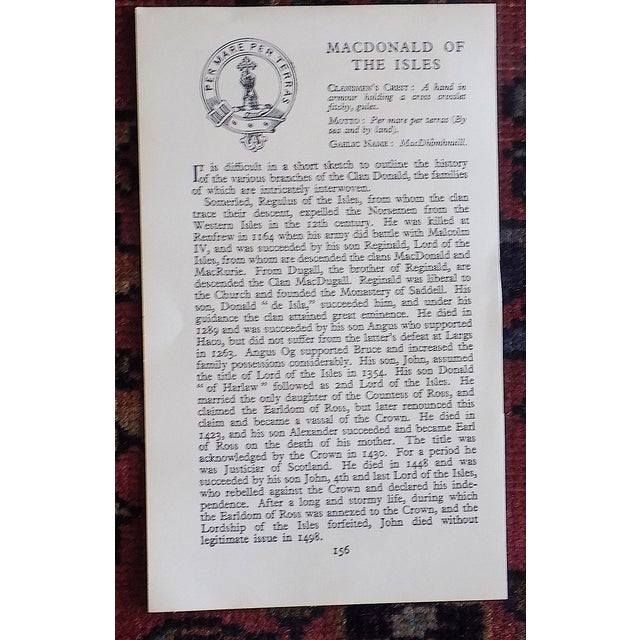 PER MARE PER TERRAS
MACDONALD OF
THE ISLES
CLANSMEN'S CREST : A hand in
armour holding a cross crosslet
fitchy, gules.
MOTTO : Per mare per terras (By
sea and by land).
GAELIC NAME : MacDhòmhnuill.
IT is difficult in a short sketch to outline the history
of the various branches of the Clan Donald, the families
of which are intricately interwoven.
Somerled, Regulus of the Isles, from whom the clan
trace their descent, expelled the Norsemen from the
Western Isles in the 12th century. He was killed at
Renfrew in 1164 when his army did battle with Malcolm
IV, and was succeeded by his son Reginald, Lord of the
Isles, from whom are descended the clans MacDonald and
MacRurie. From Dugall, the brother of Reginald, are
descended the Clan MacDugall. Reginald was liberal to
the Church and founded the Monastery of Saddell. His
son, Donald " de Isla," succeeded him, and under his
guidance the clan attained great eminence. He died in
1289 and was succeeded by his son Angus who supported
Haco, but did not suffer from the latter's defeat at Largs
in 1263. Angus Og supported Bruce and increased the
family possessions considerably. His son, John, assumed
the title of Lord of the Isles in 1354. His son Donald
" of Harlaw " followed as 2nd Lord of the Isles. He
married the only daughter of the Countess of Ross, and
claimed the Earldom of Ross, but later renounced this
claim and became a vassal of the Crown. He died in
1423, and his son Alexander succeeded and became Earl
of Ross on the death of his mother. The title was
acknowledged by the Crown in 1430. For a period he
was Justiciar of Scotland. He died in 1448 and was
succeeded by his son John, 4th and last Lord of the Isles,
who rebelled against the Crown and declared his inde-
pendence. After a long and stormy life, during which
the Earldom of Ross was annexed to the Crown, and the
Lordship of the Isles forfeited, John died without
legitimate issue in 1498.
156